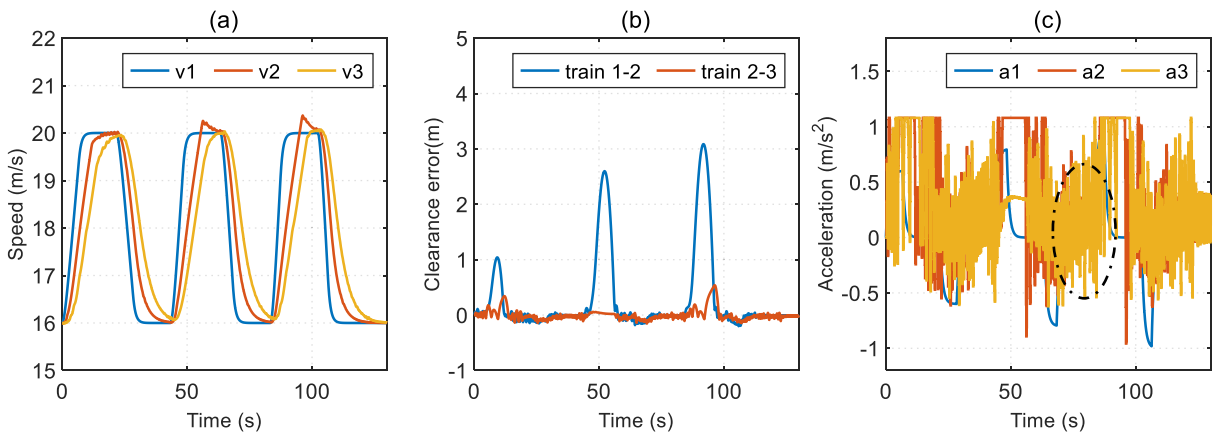 (a)
22
21
20
19
18
17
16
15
0
50
100
Speed (m/s)
Time (s)
v1 v2 v3
(b)
5
4
3
2
1
0
-1
0
50
100
Clearance error(m)
Time (s)
train 1-2 train 2-3
(c)
1.5
1
0.5
0
-0.5
-1
0
50
100
Acceleration (m/s²)
Time (s)
a1 a2 a3